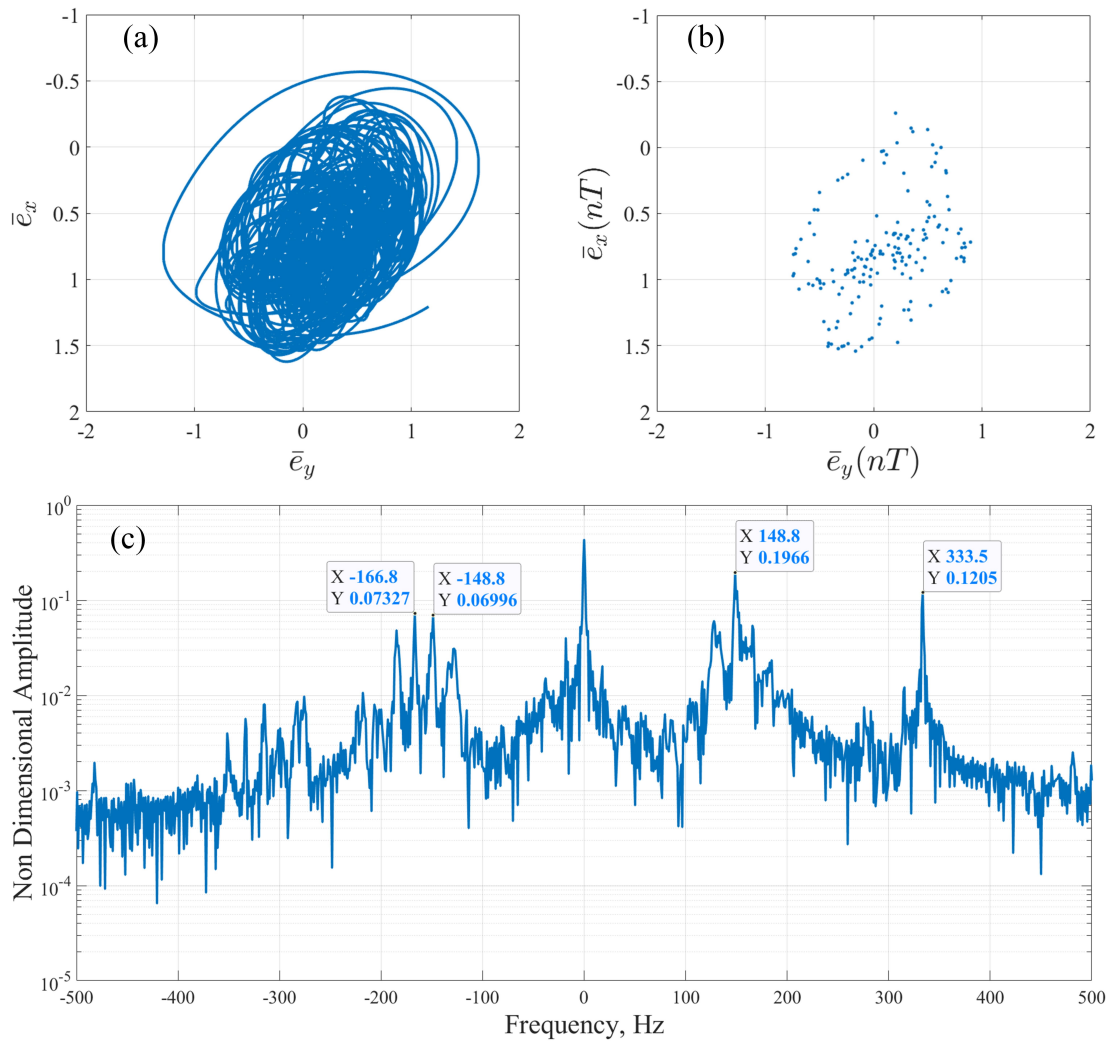 (a)
-1
-0.5
0
0.5
1
1.5
2
ēₓ
-2 -1 0 1 2
ē_y
(b)
-1
-0.5
0
0.5
1
1.5
2
ēₓ(nT)
-2 -1 0 1 2
ē_y(nT)
(c)
10⁰
10⁻¹
10⁻²
10⁻³
10⁻⁴
10⁻⁵
Non Dimensional Amplitude
X -166.8
Y 0.07327
X -148.8
Y 0.06996
X 148.8
Y 0.1966
X 333.5
Y 0.1205
-500 -400 -300 -200 -100 0 100 200 300 400 500
Frequency, Hz